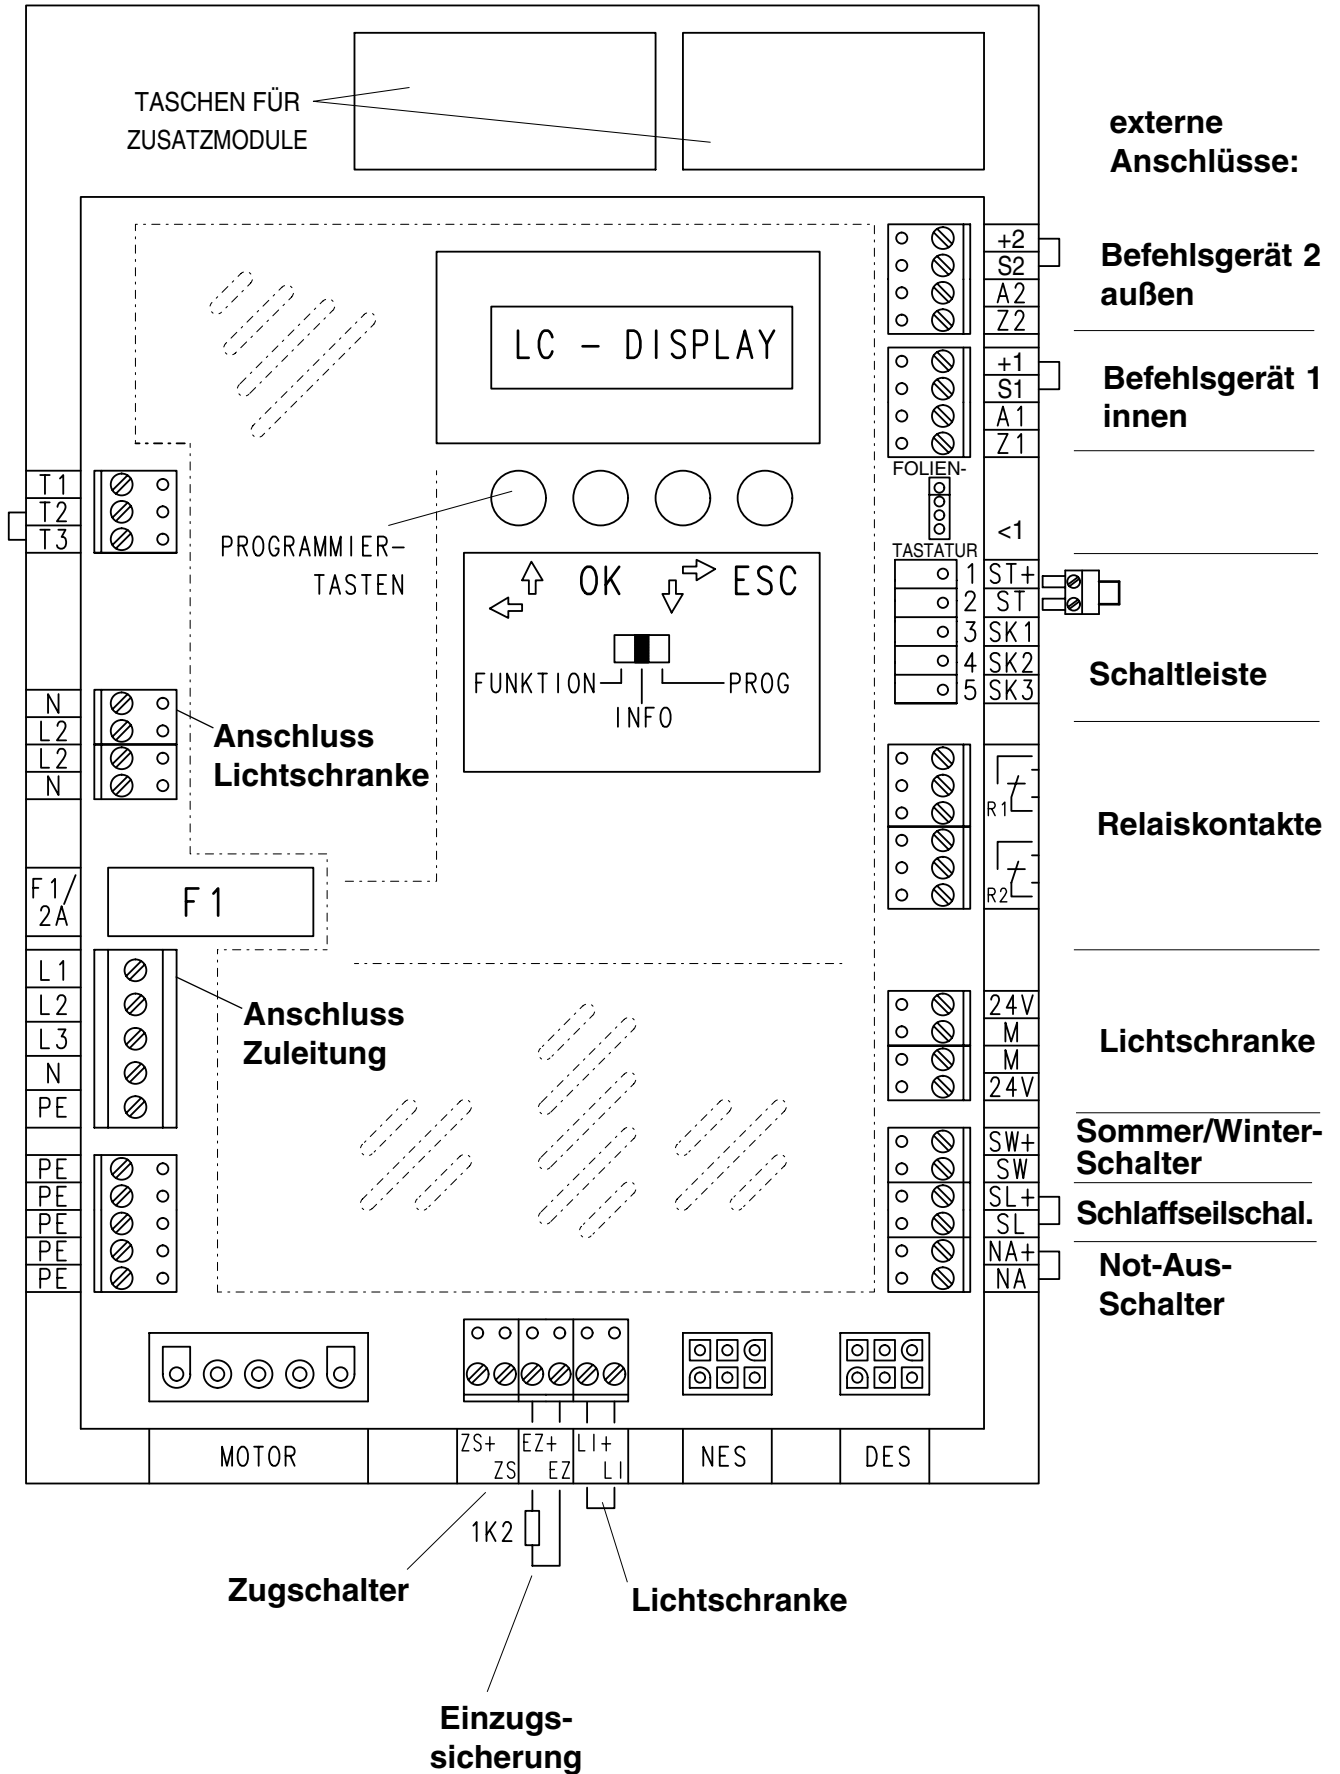 TASCHEN FÜR
ZUSATZMODULE
externe
Anschlüsse:
+2
S2
A2
Z2
Befehlsgerät 2
außen
LC - DISPLAY
+1
S1
A1
Z1
Befehlsgerät 1
innen
T1
T2
T3
PROGRAMMIER-
TASTEN
FOLIEN-
<1
TASTATUR
OK
ESC
FUNKTION
INFO
PROG
1 ST+
2 ST
3 SK1
4 SK2
5 SK3
Schaltleiste
N
L2
L2
N
Anschluss
Lichtschranke
R1
R2
Relaiskontakte
F1/
2A
F1
L1
L2
L3
N
PE
Anschluss
Zuleitung
24V
M
M
24V
Lichtschranke
PE
PE
PE
PE
PE
SW+
SW
Sommer/Winter-
Schalter
SL+
SL
Schlaffseilschal.
NA+
NA
Not-Aus-
Schalter
MOTOR
ZS+
ZS
EZ+
EZ
LI+
LI
NES
DES
1K2
Zugschalter
Lichtschranke
Einzugs-
sicherung